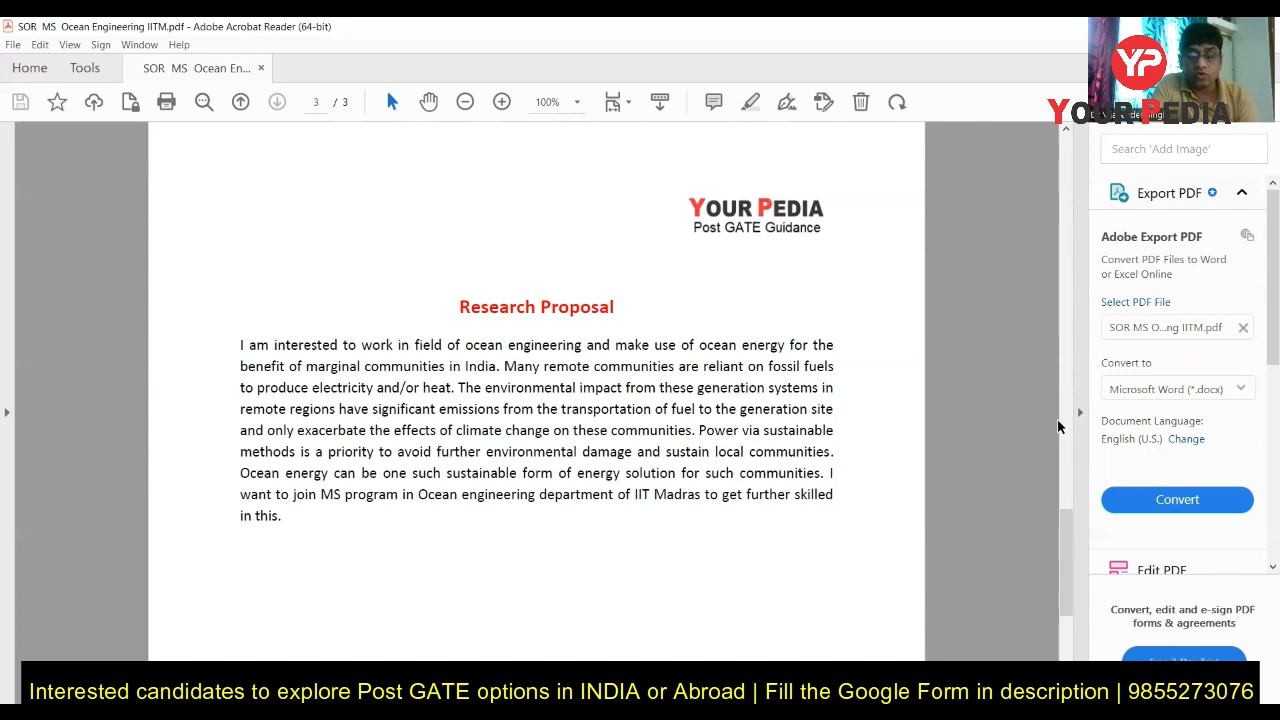 SOR MS Ocean Engineering IITM.pdf - Adobe Acrobat Reader (64-bit)
File Edit View Sign Window Help
Home Tools SOR MS Ocean En... ×
3 / 3 100%
YP
YOUR PEDIA
Search 'Add Image'
Export PDF
Adobe Export PDF
Convert PDF Files to Word
or Excel Online
Select PDF File
SOR MS O...ng IITM.pdf
Convert to
Microsoft Word (*.docx)
Document Language:
English (U.S.) Change
Convert
Edit PDF
Convert, edit and e-sign PDF
forms & agreements
YOUR PEDIA
Post GATE Guidance
Research Proposal
I am interested to work in field of ocean engineering and make use of ocean energy for the
benefit of marginal communities in India. Many remote communities are reliant on fossil fuels
to produce electricity and/or heat. The environmental impact from these generation systems in
remote regions have significant emissions from the transportation of fuel to the generation site
and only exacerbate the effects of climate change on these communities. Power via sustainable
methods is a priority to avoid further environmental damage and sustain local communities.
Ocean energy can be one such sustainable form of energy solution for such communities. I
want to join MS program in Ocean engineering department of IIT Madras to get further skilled
in this.
Interested candidates to explore Post GATE options in INDIA or Abroad | Fill the Google Form in description | 9855273076